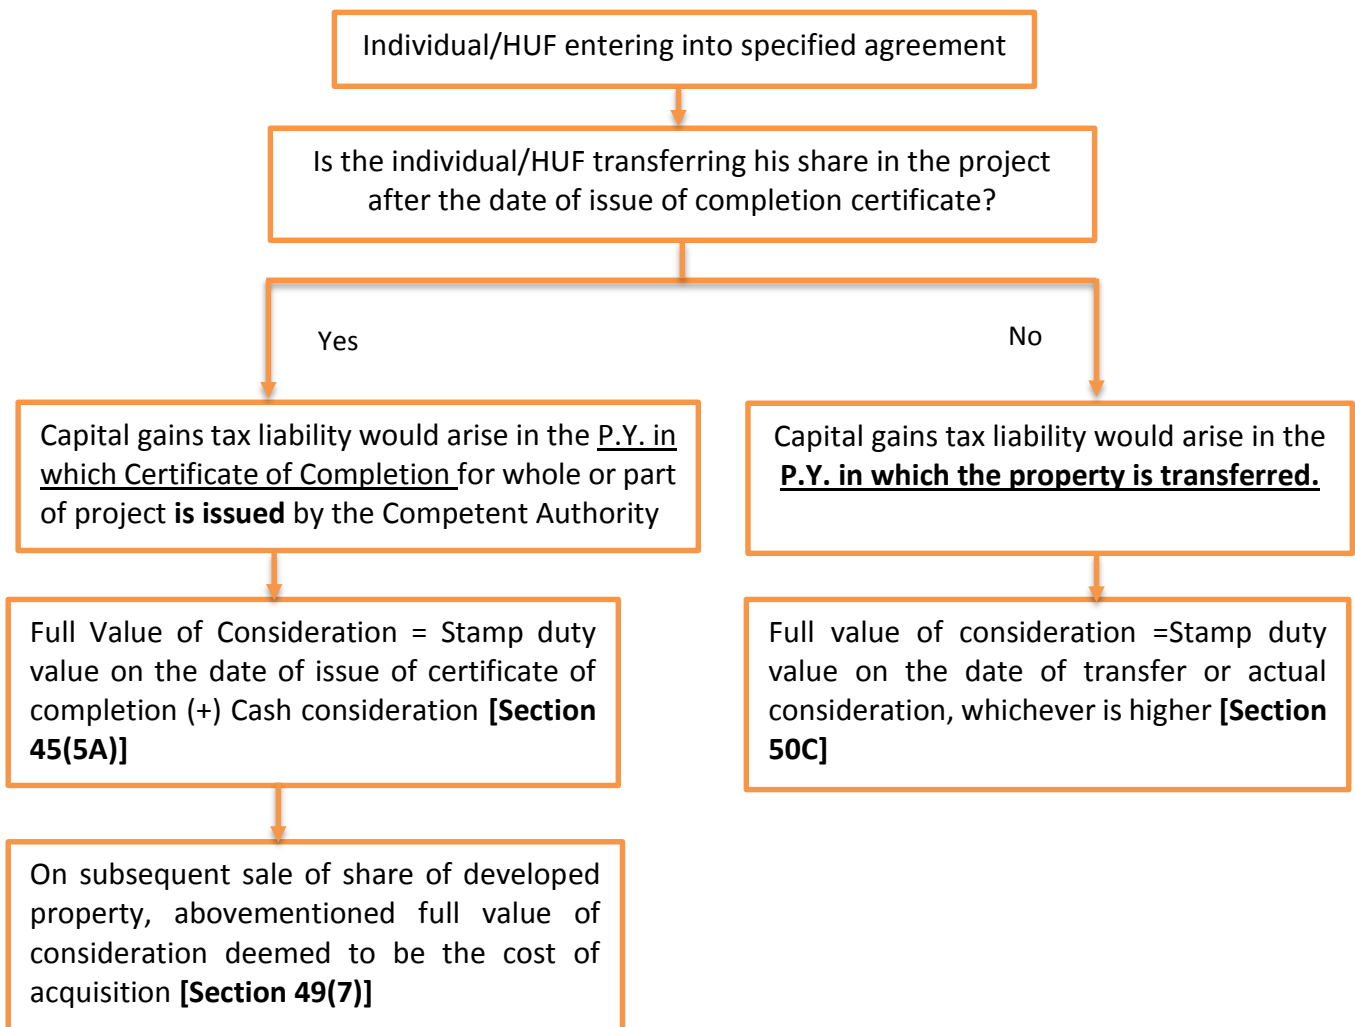 Individual/HUF entering into specified agreement
Is the individual/HUF transferring his share in the project
after the date of issue of completion certificate?
Yes
No
Capital gains tax liability would arise in the P.Y. in
which Certificate of Completion for whole or part
of project is issued by the Competent Authority
Capital gains tax liability would arise in the
P.Y. in which the property is transferred.
Full Value of Consideration = Stamp duty
value on the date of issue of certificate of
completion (+) Cash consideration [Section
45(5A)]
Full value of consideration =Stamp duty
value on the date of transfer or actual
consideration, whichever is higher [Section
50C]
On subsequent sale of share of developed
property, abovementioned full value of
consideration deemed to be the cost of
acquisition [Section 49(7)]